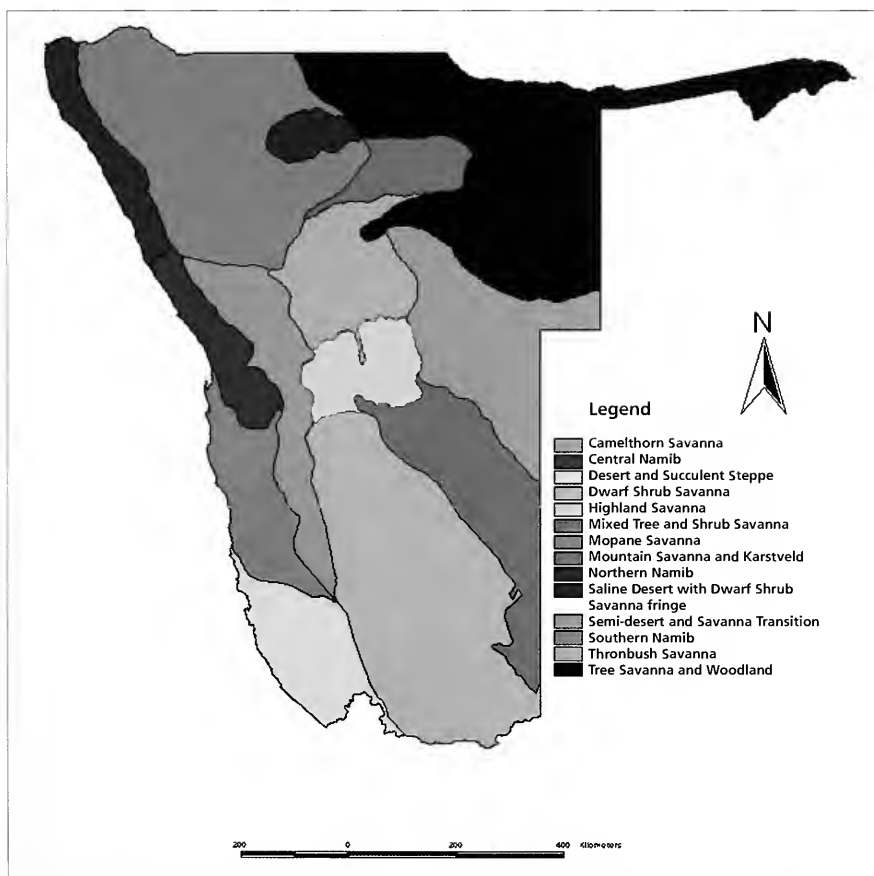 N
Legend
Camelthorn Savanna
Central Namib
Desert and Succulent Steppe
Dwarf Shrub Savanna
Highland Savanna
Mixed Tree and Shrub Savanna
Mopane Savanna
Mountain Savanna and Karstveld
Northern Namib
Saline Desert with Dwarf Shrub
Savanna fringe
Semi-desert and Savanna Transition
Southern Namib
Thronbush Savanna
Tree Savanna and Woodland
200 0 200 400 Kilometers